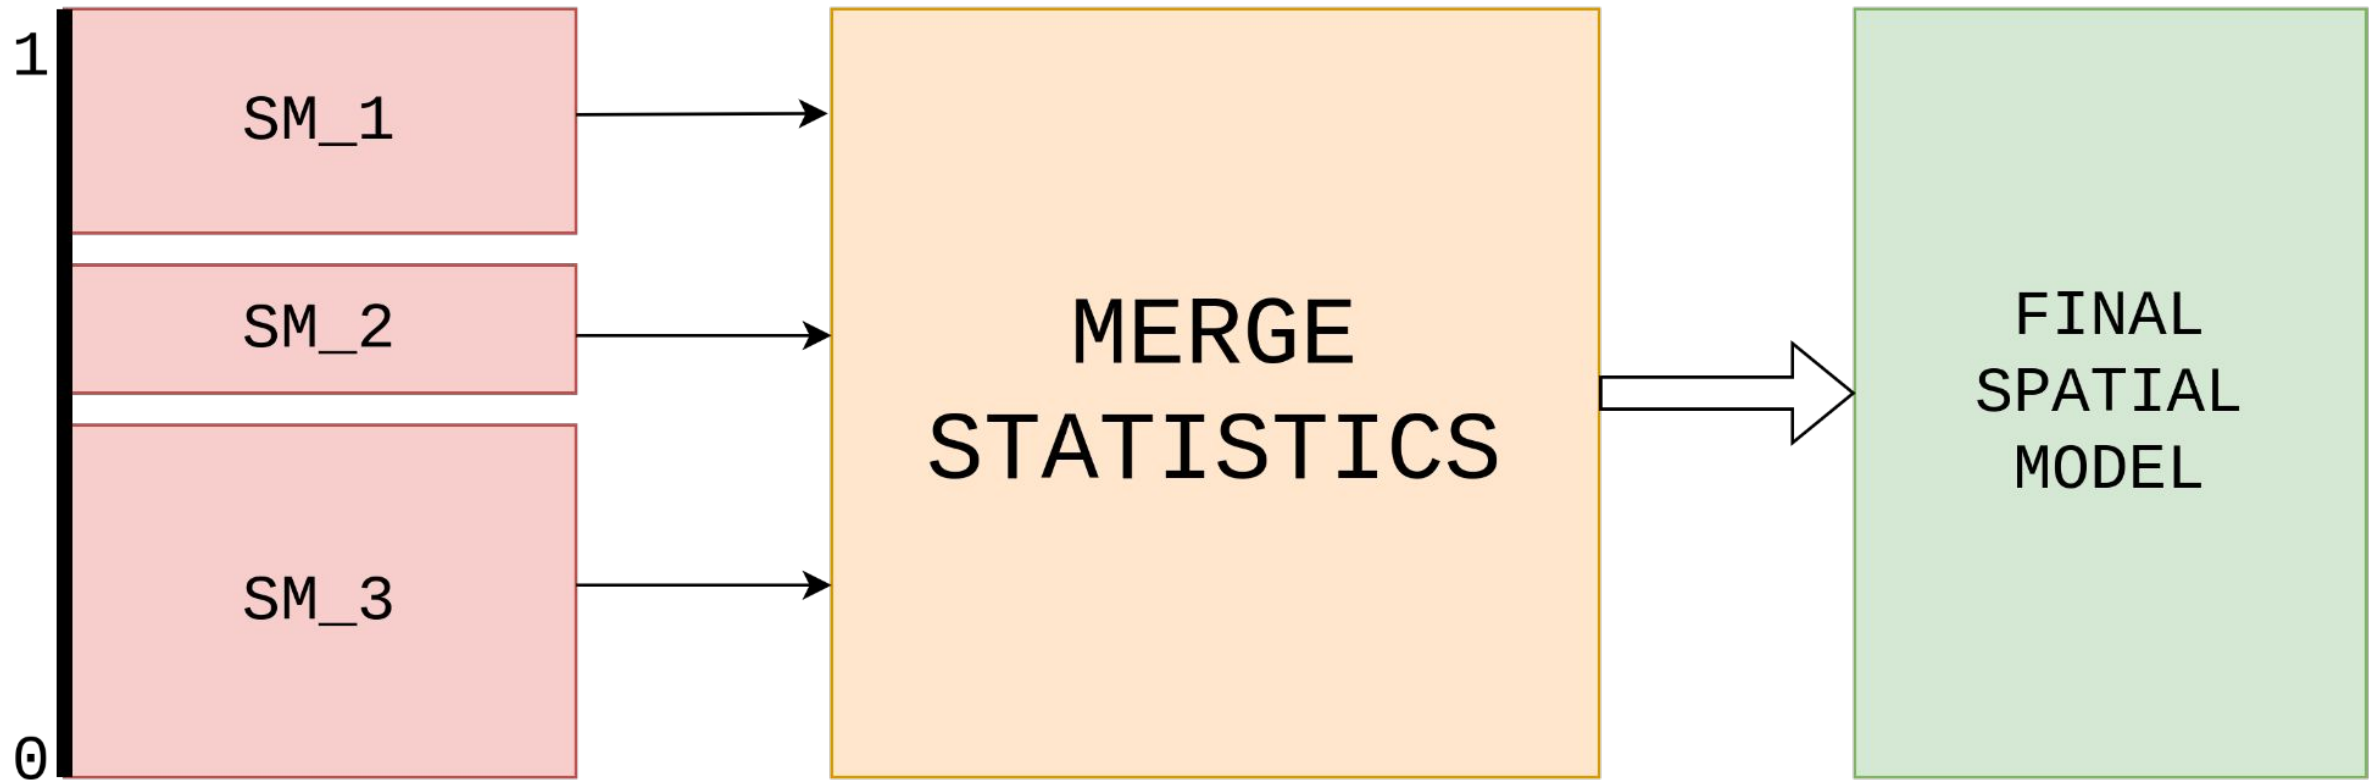 1
SM_1
SM_2
SM_3
0
MERGE
STATISTICS
FINAL
SPATIAL
MODEL